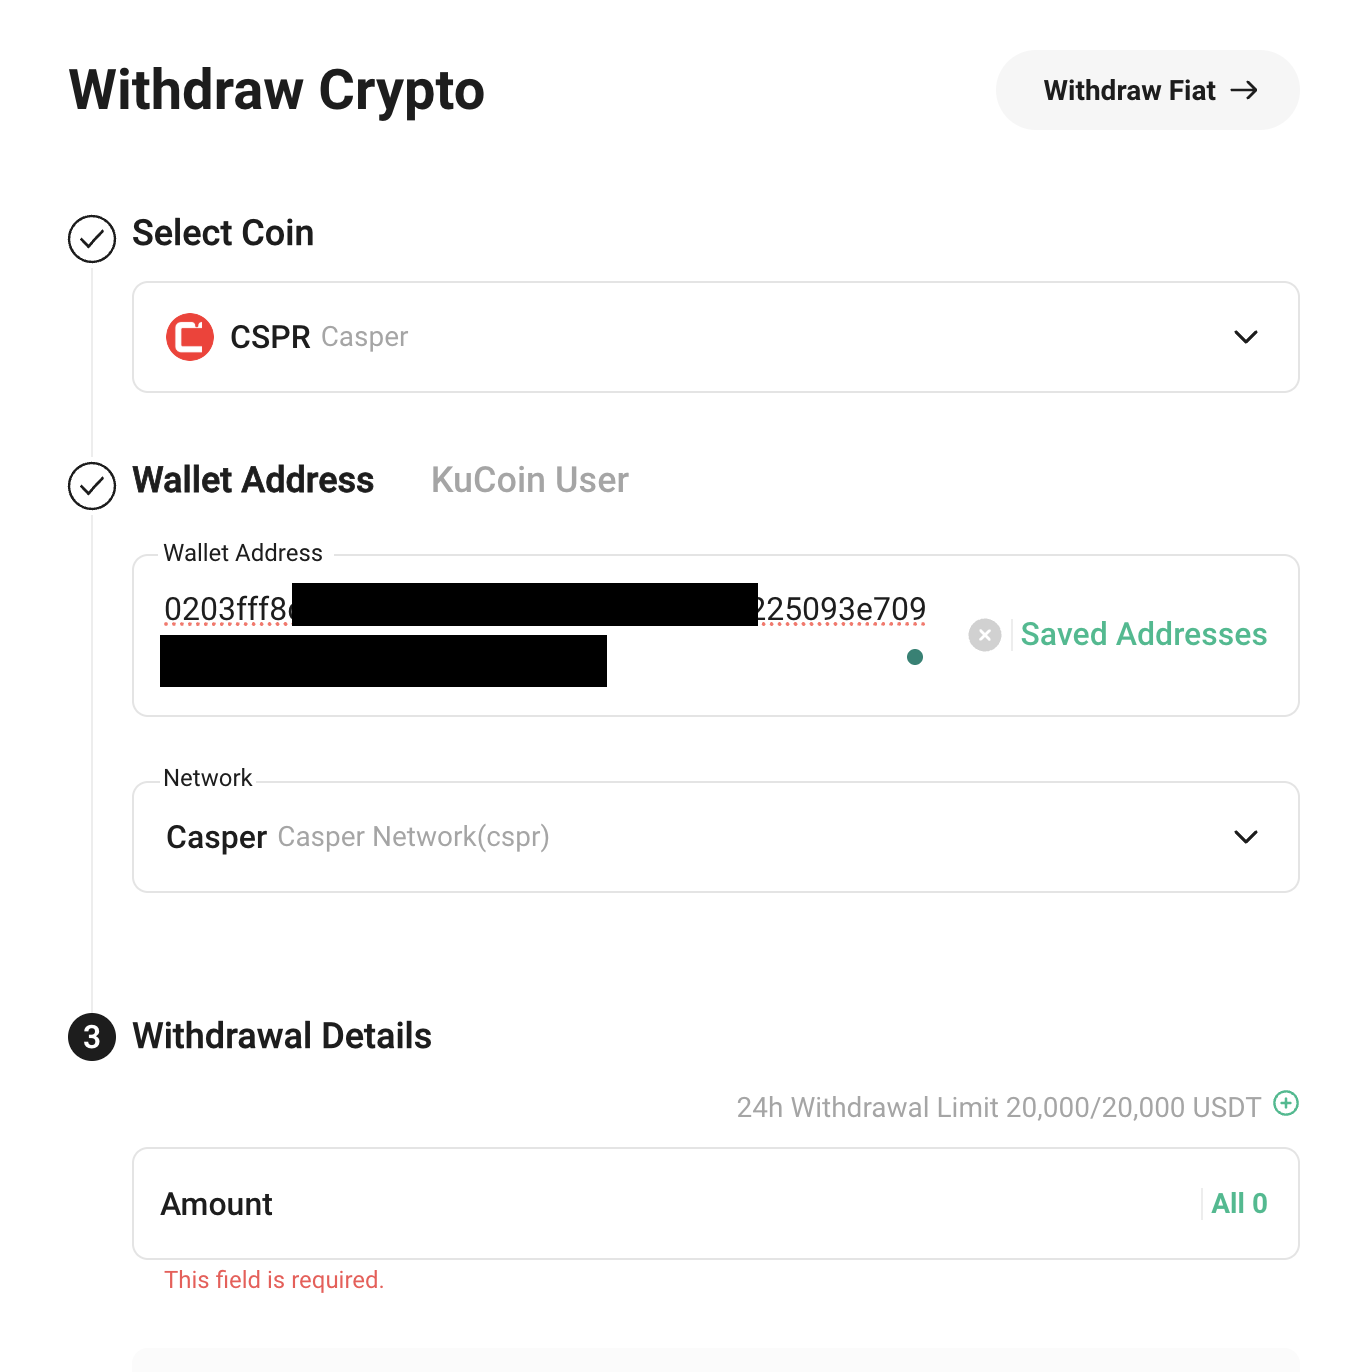 Withdraw Crypto
Withdraw Fiat →
Select Coin
CSPR Casper
Wallet Address KuCoin User
Wallet Address
0203fff8 225093e709
Saved Addresses
Network
Casper Casper Network(cspr)
3 Withdrawal Details
24h Withdrawal Limit 20,000/20,000 USDT
Amount All 0
This field is required.